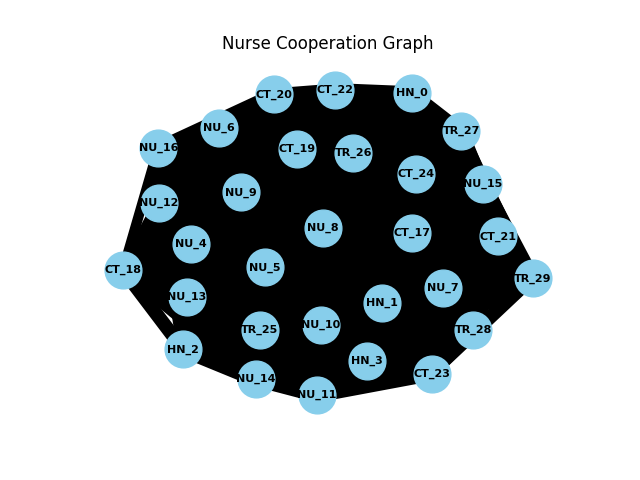 Nurse Cooperation Graph
CT_22
HN_0
CT_20
NU_6
TR_27
NU_16
CT_19
TR_26
CT_24
NU_15
NU_9
NU_12
NU_8
CT_17
CT_21
NU_4
NU_5
CT_18
TR_29
NU_7
NU_13
HN_1
NU_10
TR_25
TR_28
HN_2
HN_3
CT_23
NU_14
NU_11